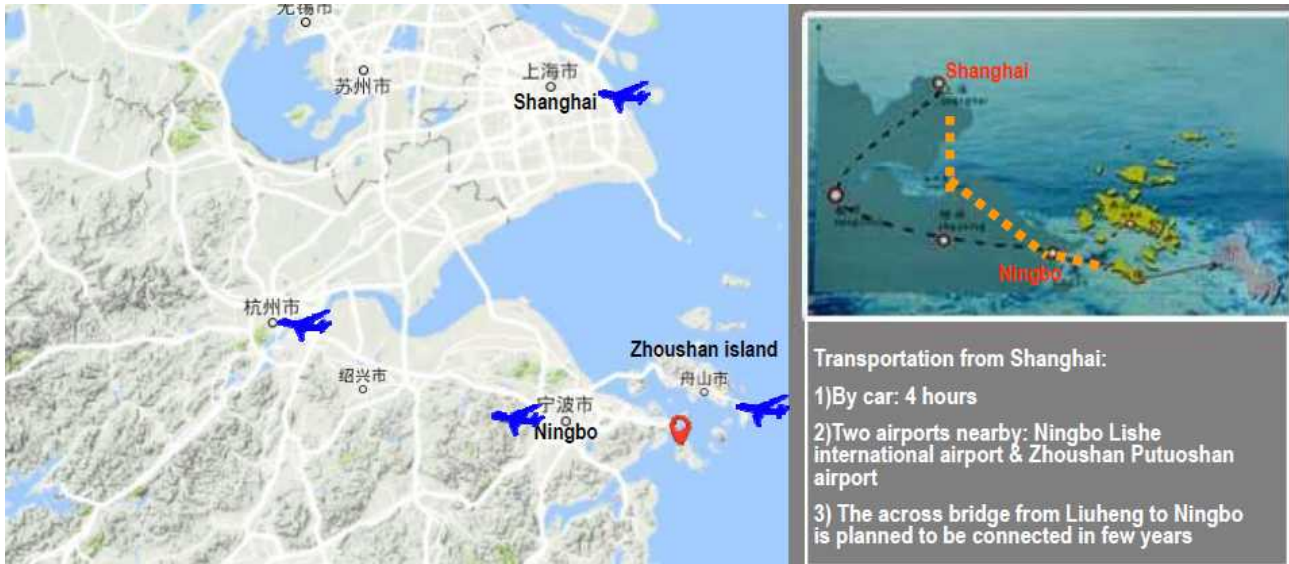 无锡市
苏州市
上海市
Shanghai
杭州市
绍兴市
宁波市
Ningbo
Zhoushan island
舟山市
Shanghai
Ningbo
Transportation from Shanghai:
1)By car: 4 hours
2)Two airports nearby: Ningbo Lishe
international airport & Zhoushan Putuoshan
airport
3) The across bridge from Liuheng to Ningbo
is planned to be connected in few years